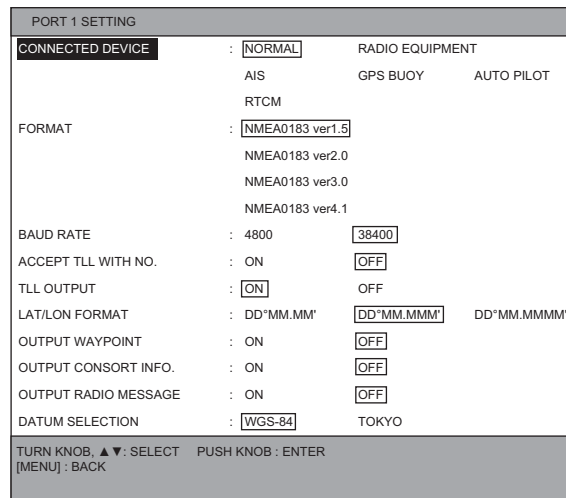 PORT 1 SETTING
CONNECTED DEVICE : NORMAL RADIO EQUIPMENT
AIS GPS BUOY AUTO PILOT
RTCM
FORMAT : NMEA0183 ver1.5
NMEA0183 ver2.0
NMEA0183 ver3.0
NMEA0183 ver4.1
BAUD RATE : 4800 38400
ACCEPT TLL WITH NO. : ON OFF
TLL OUTPUT : ON OFF
LAT/LON FORMAT : DD°MM.MM' DD°MM.MMM' DD°MM.MMMM'
OUTPUT WAYPOINT : ON OFF
OUTPUT CONSORT INFO. : ON OFF
OUTPUT RADIO MESSAGE : ON OFF
DATUM SELECTION : WGS-84 TOKYO
TURN KNOB, ▲▼: SELECT PUSH KNOB : ENTER
[MENU] : BACK